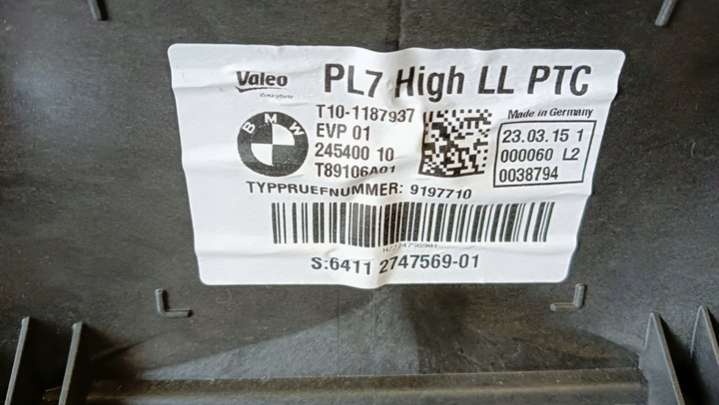 Valeo
PL7 High LL PTC
BMW
T10-1187937
EVP 01
245400 10
T89106A01
Made in Germany
23.03.15 1
000060 L2
0038794
TYPPRUEFNUMMER: 9197710
S:6411 2747569-01